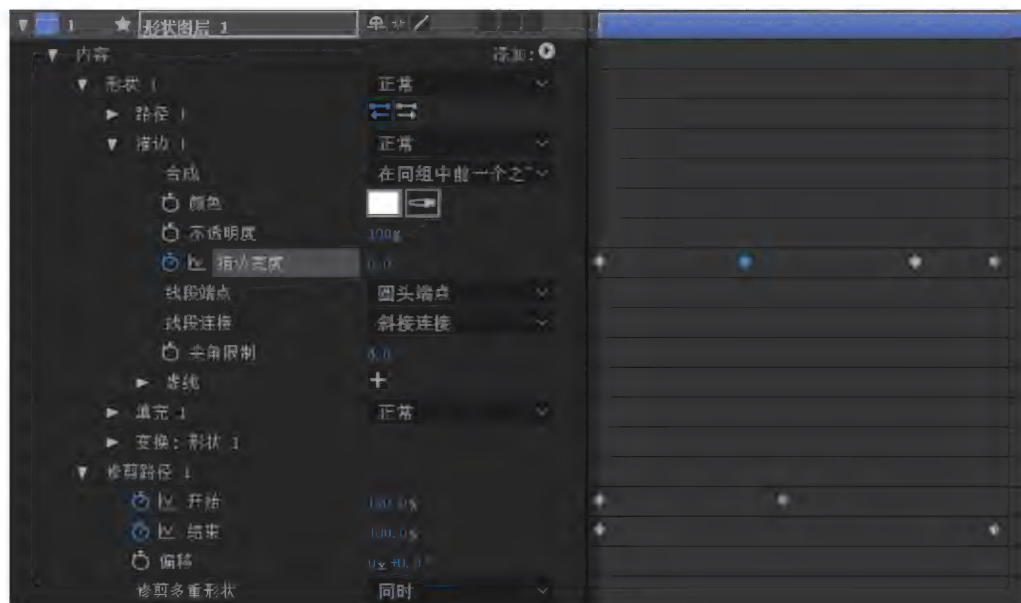 1 形状图层 1
内容 添加:
形状 1 正常
路径 1
描边 1 正常
合成 在同组中前一个之
颜色
不透明度 100%
描边宽度 0.0
线段端点 圆头端点
线段连接 斜接连接
尖角限制
虚线
填充 1 正常
变换: 形状 1
修剪路径 1
开始 100.0%
结束 100.0%
偏移
修剪多重形状 同时